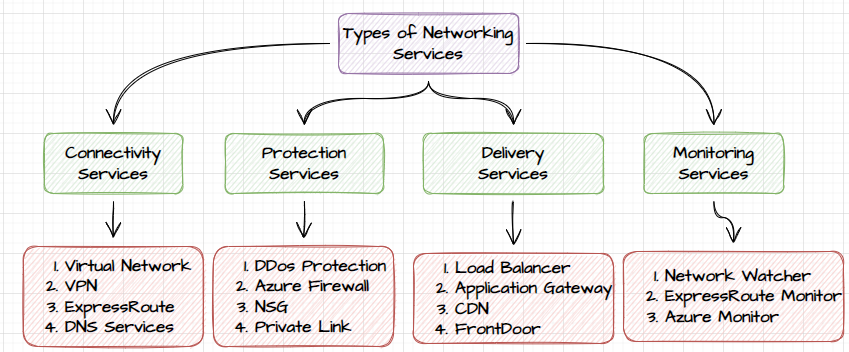 Types of Networking
Services
Connectivity
Services
Protection
Services
Delivery
Services
Monitoring
Services
1. Virtual Network
2. VPN
3. ExpressRoute
4. DNS Services
1. DDos Protection
2. Azure Firewall
3. NSG
4. Private Link
1. Load Balancer
2. Application Gateway
3. CDN
4. FrontDoor
1. Network Watcher
2. ExpressRoute Monitor
3. Azure Monitor